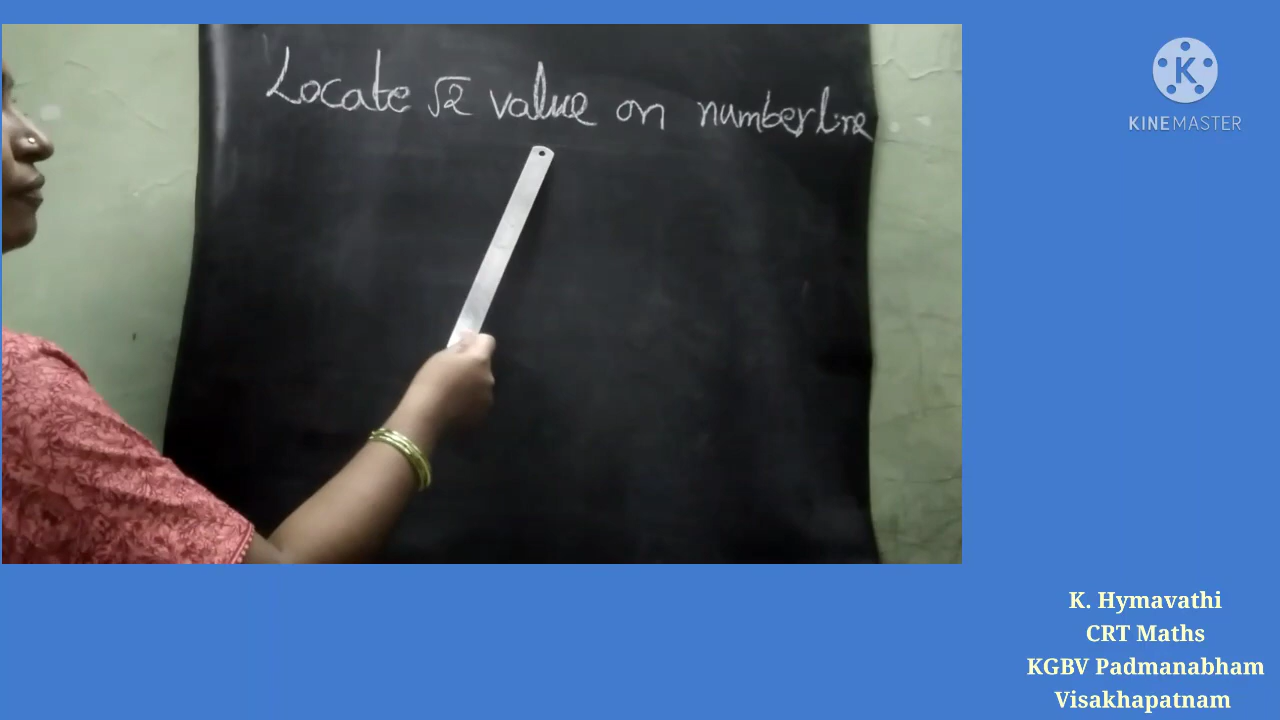 Locate √2 value on numberline
KINEMASTER
K. Hymavathi
CRT Maths
KGBV Padmanabham
Visakhapatnam